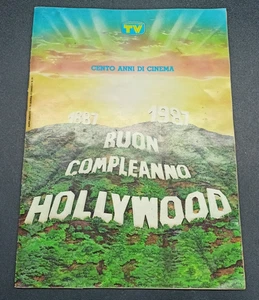 TV
CENTO ANNI DI CINEMA
1887 1987
BUON
COMPLEANNO
HOLLYWOOD